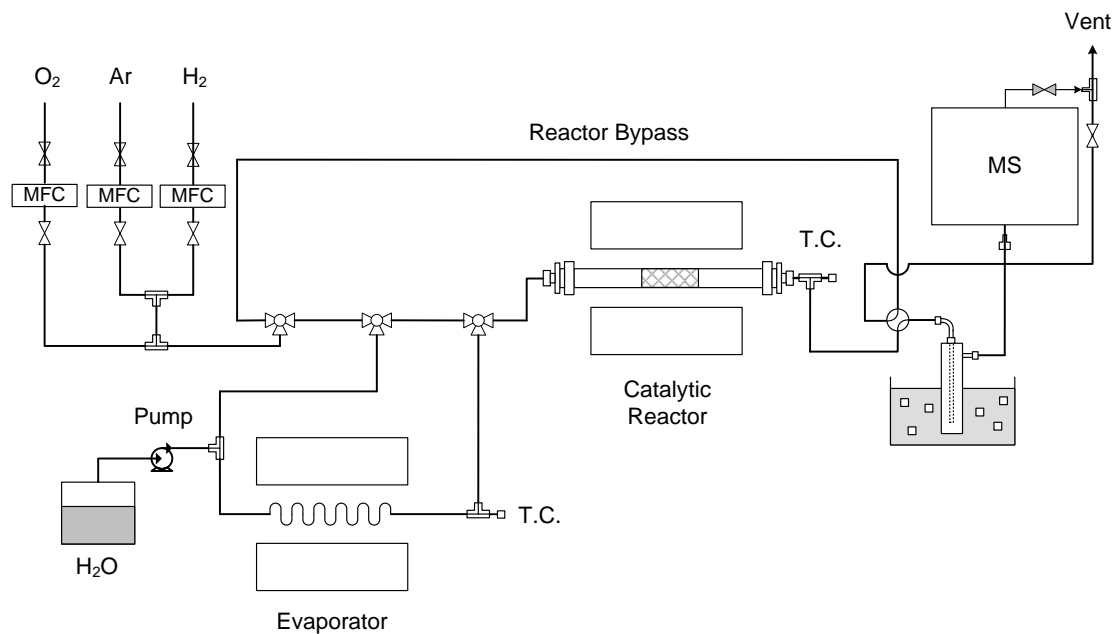 Vent
O₂ Ar H₂
Reactor Bypass
MFC MFC MFC
MS
T.C.
Catalytic
Reactor
Pump
T.C.
H₂O
Evaporator